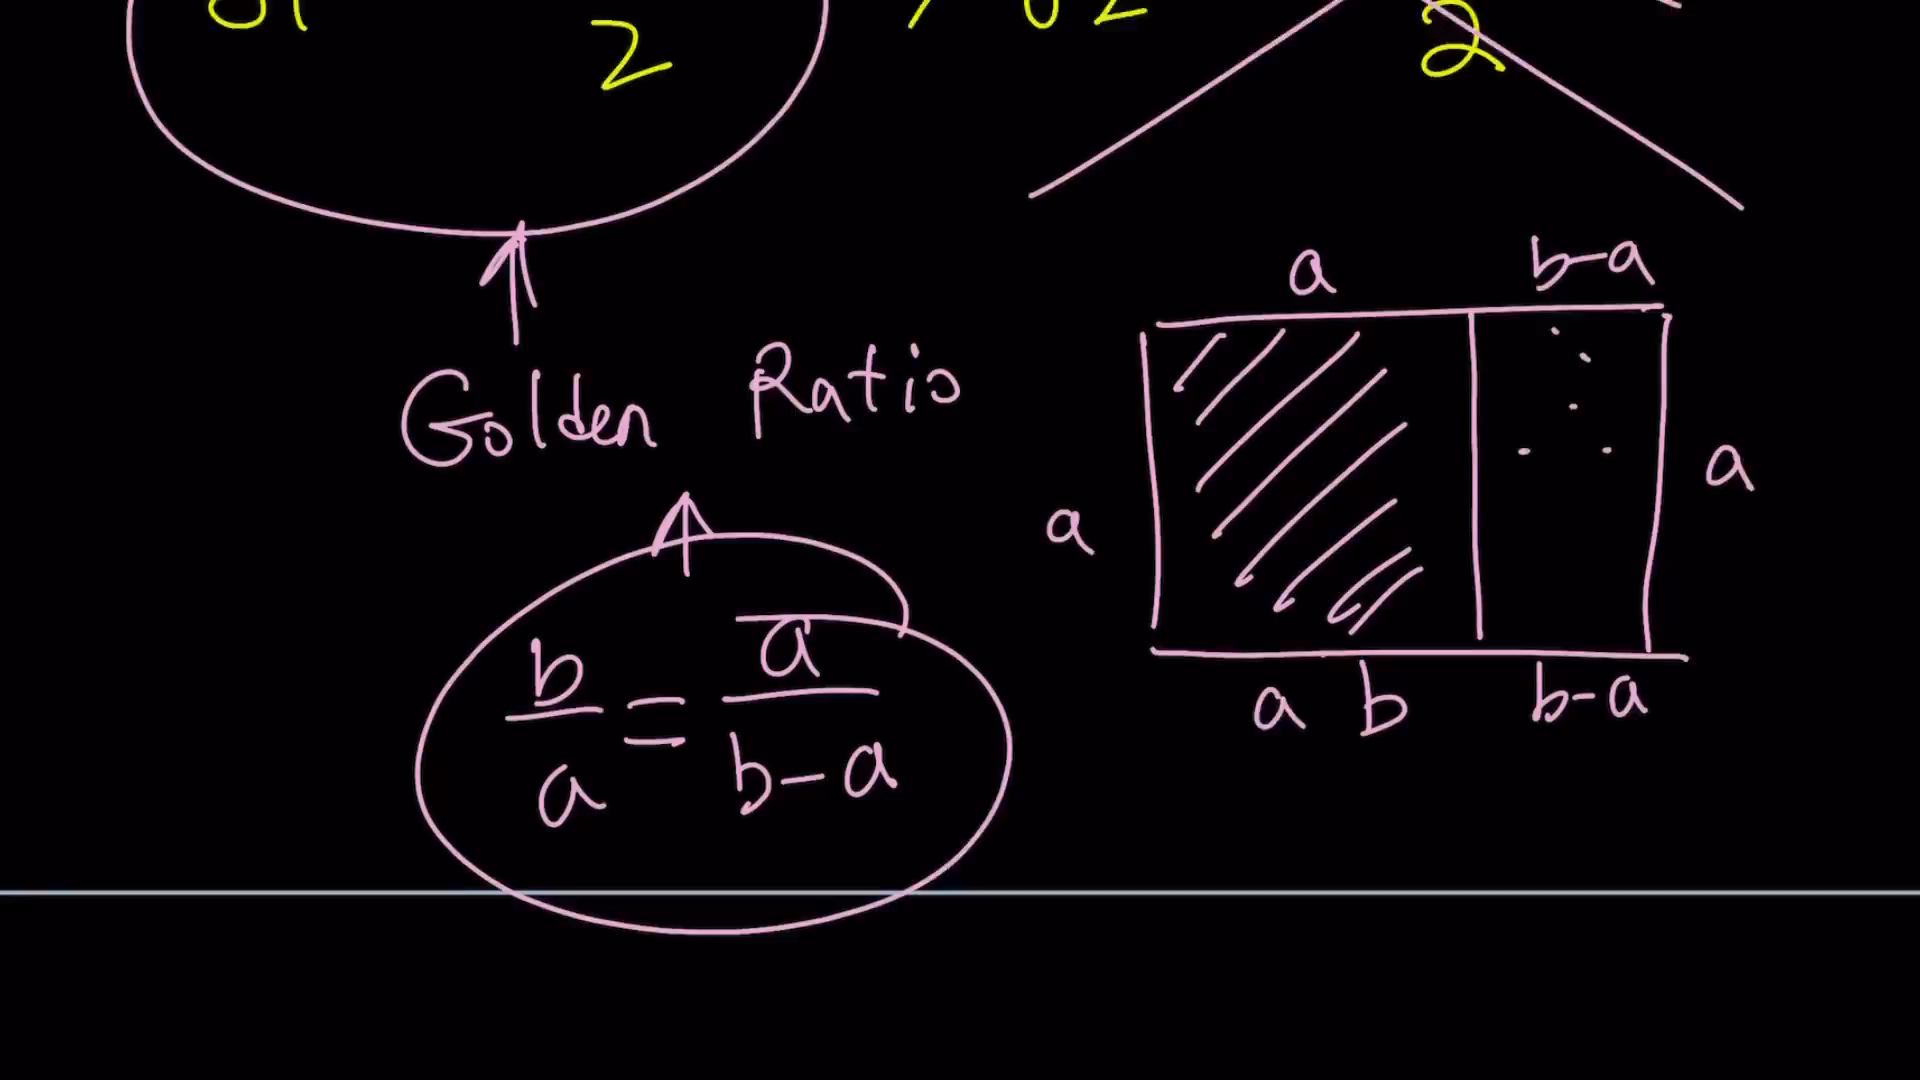 2
2
a b-a
Golden Ratio
a
a
b/a = a/(b-a)
a b b-a